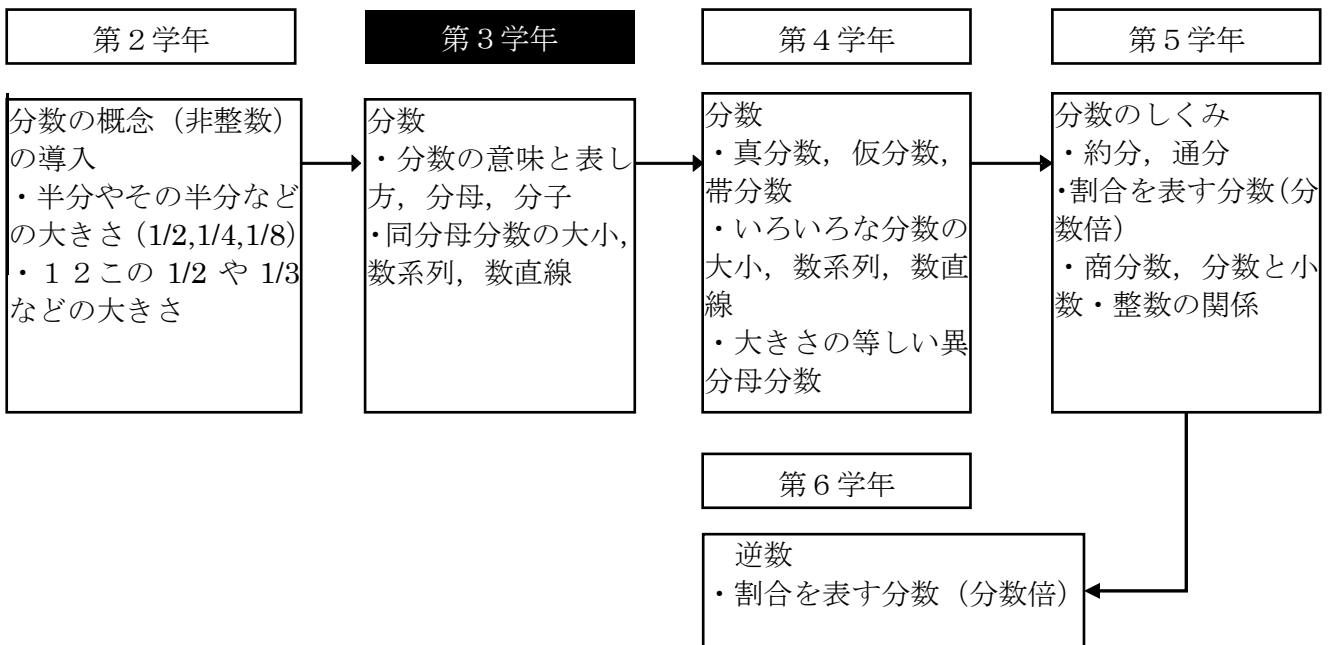 第２学年
第３学年
第４学年
第５学年
分数の概念（非整数）
の導入
・半分やその半分など
の大きさ（1/2,1/4,1/8）
・１２この 1/2 や 1/3
などの大きさ
分数
・分数の意味と表し
方，分母，分子
・同分母分数の大小，
数系列，数直線
分数
・真分数，仮分数，
帯分数
・いろいろな分数の
大小，数系列，数直
線
・大きさの等しい異
分母分数
分数のしくみ
・約分，通分
・割合を表す分数（分
数倍）
・商分数，分数と小
数・整数の関係
第６学年
逆数
・割合を表す分数（分数倍）